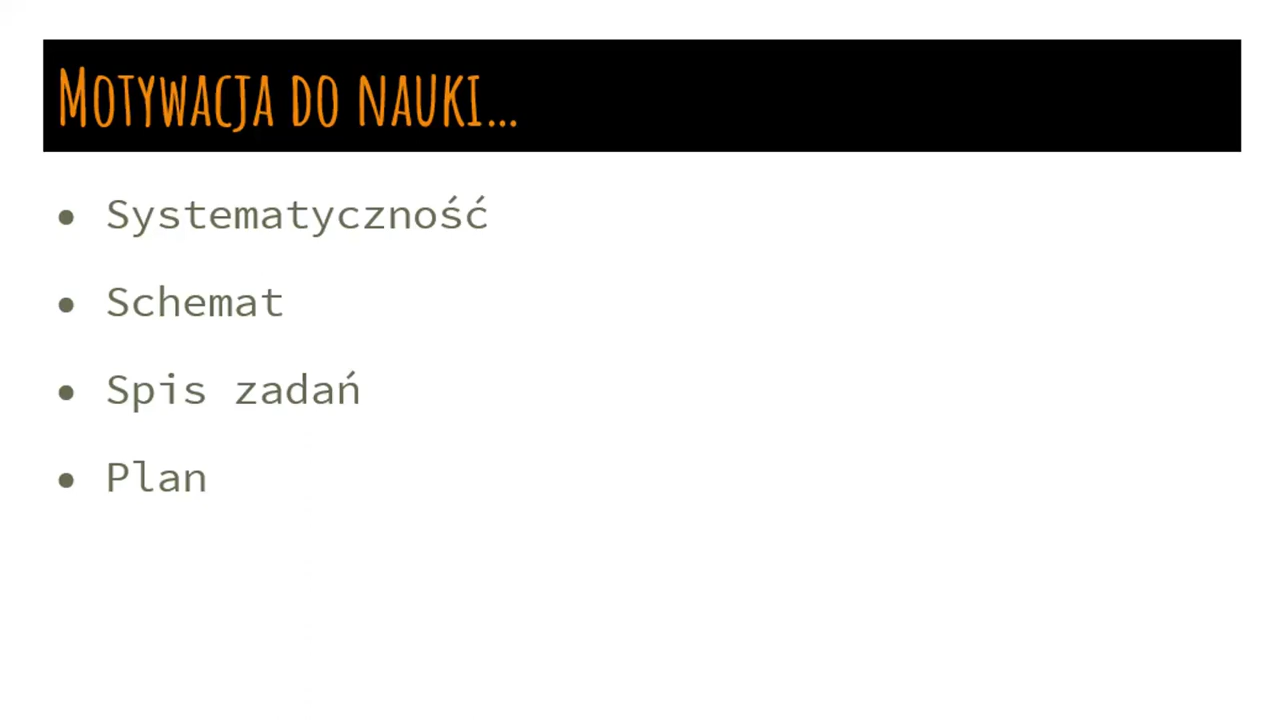 Motywacja do nauki...
• Systematyczność
• Schemat
• Spis zadań
• Plan